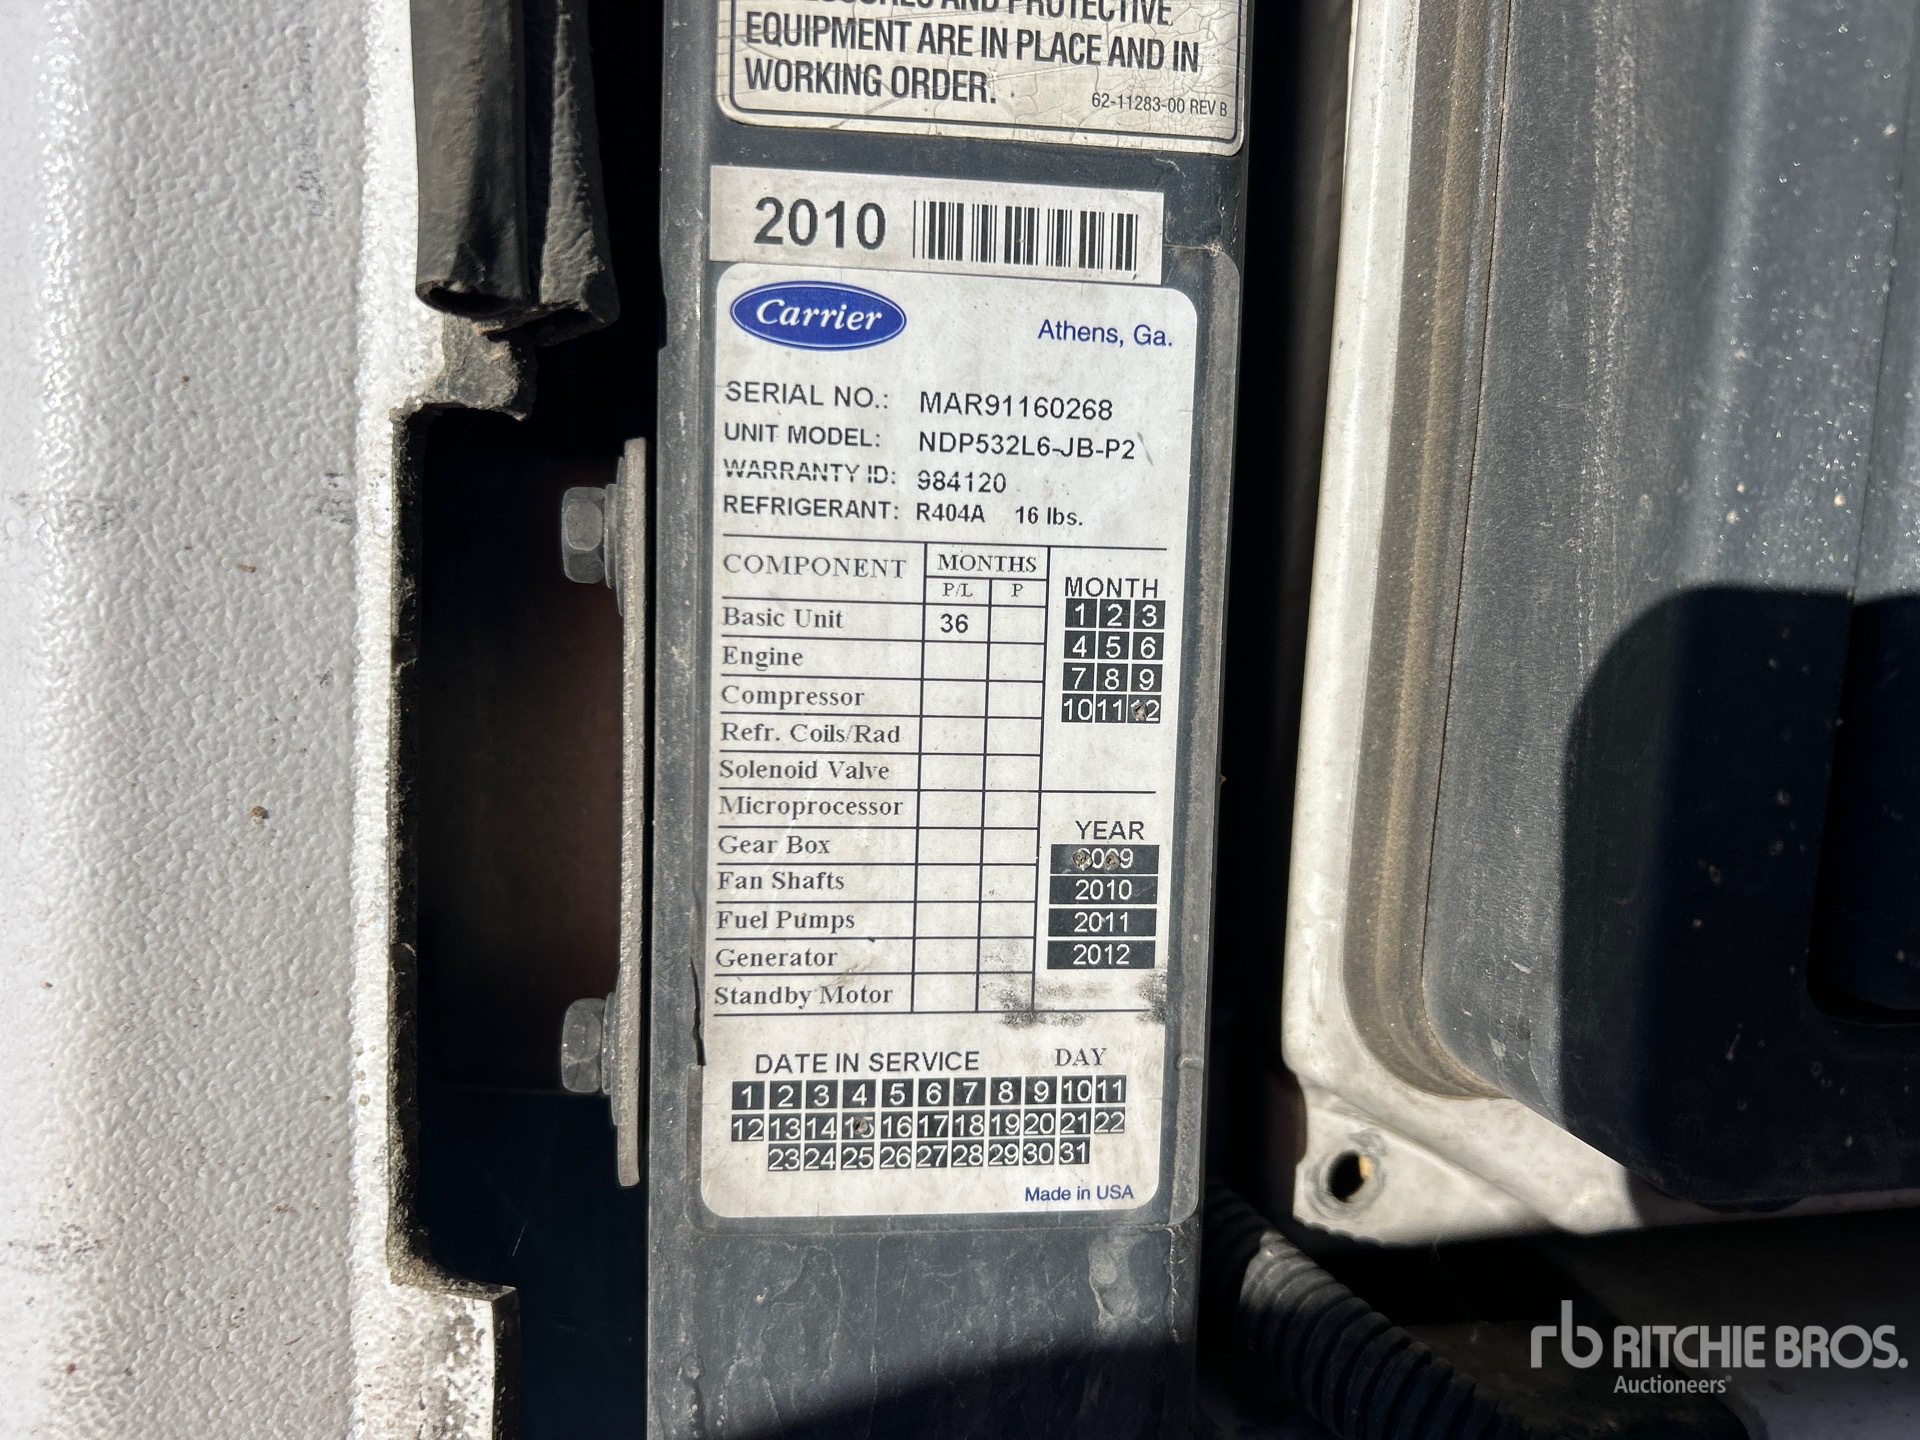 PROTECTIVE
EQUIPMENT ARE IN PLACE AND IN
WORKING ORDER.
62-11283-00 REV B
2010
Carrier
Athens, Ga.
SERIAL NO.: MAR91160268
UNIT MODEL: NDP532L6-JB-P2
WARRANTY ID: 984120
REFRIGERANT: R404A 16 lbs.
COMPONENT MONTHS
P/L P
Basic Unit 36
Engine
Compressor
Refr. Coils/Rad
Solenoid Valve
Microprocessor
Gear Box
Fan Shafts
Fuel Pumps
Generator
Standby Motor
MONTH
1 2 3
4 5 6
7 8 9
10 11 12
YEAR
2009
2010
2011
2012
DATE IN SERVICE DAY
1 2 3 4 5 6 7 8 9 10 11
12 13 14 15 16 17 18 19 20 21 22
23 24 25 26 27 28 29 30 31
Made in USA
rb RITCHIE BROS.
Auctioneers